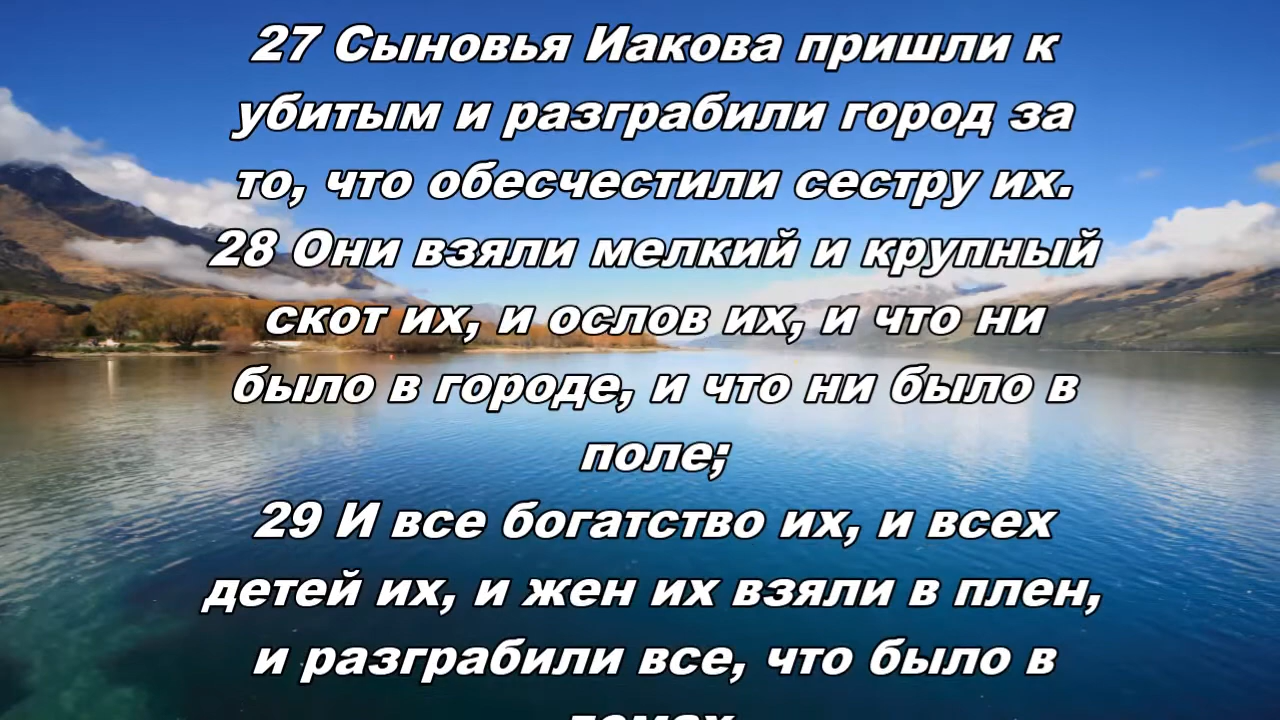 27 Сыновья Иакова пришли к
убитым и разграбили город за
то, что обесчестили сестру их.
28 Они взяли мелкий и крупный
скот их, и ослов их, и что ни
было в городе, и что ни было в
поле;
29 И все богатство их, и всех
детей их, и жен их взяли в плен,
и разграбили все, что было в